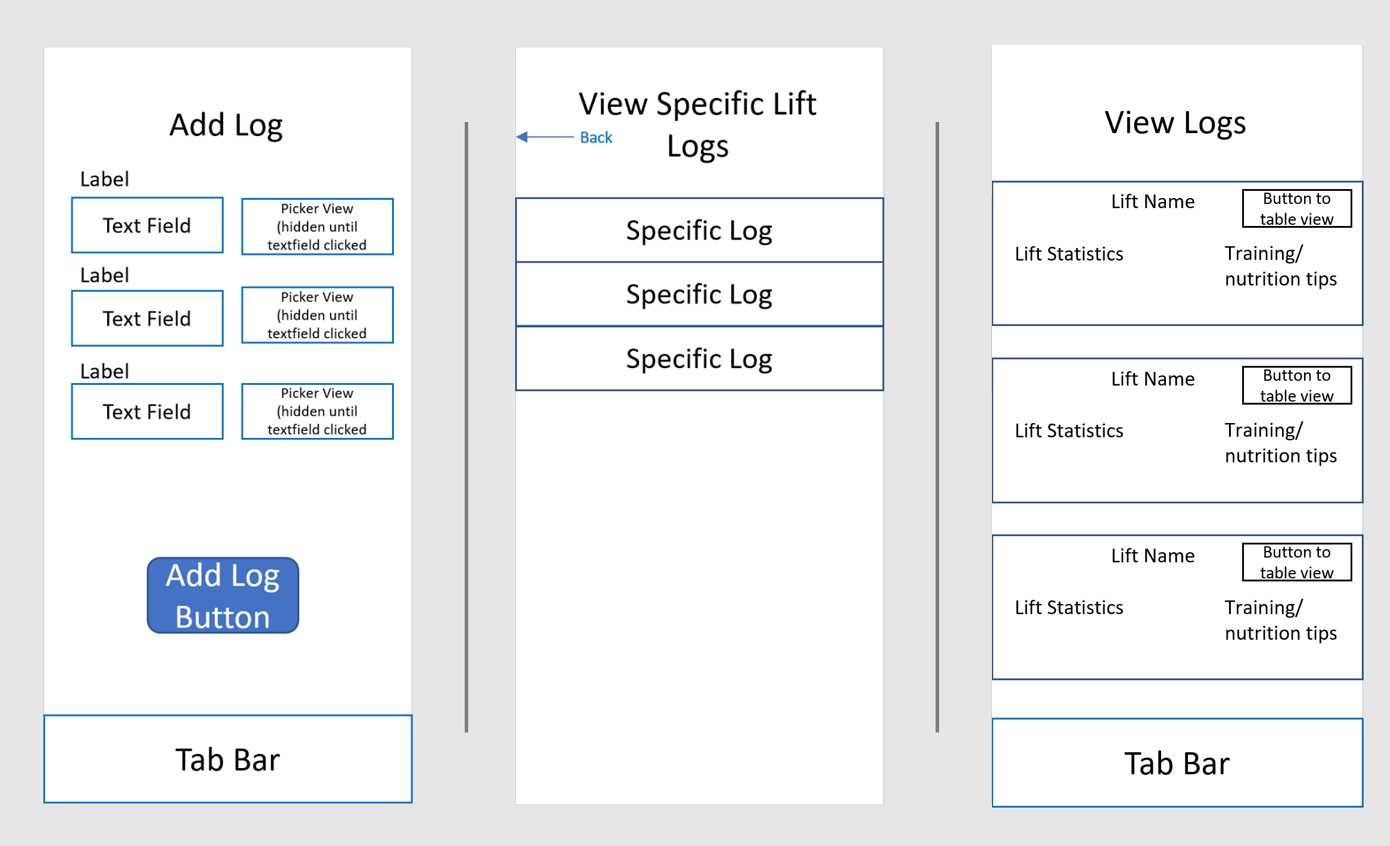 Add Log
Label
Text Field
Picker View
(hidden until
textfield clicked
Label
Text Field
Picker View
(hidden until
textfield clicked
Label
Text Field
Picker View
(hidden until
textfield clicked
Add Log
Button
Tab Bar
View Specific Lift
Logs
Back
Specific Log
Specific Log
Specific Log
View Logs
Lift Name
Button to
table view
Lift Statistics
Training/
nutrition tips
Lift Name
Button to
table view
Lift Statistics
Training/
nutrition tips
Lift Name
Button to
table view
Lift Statistics
Training/
nutrition tips
Tab Bar